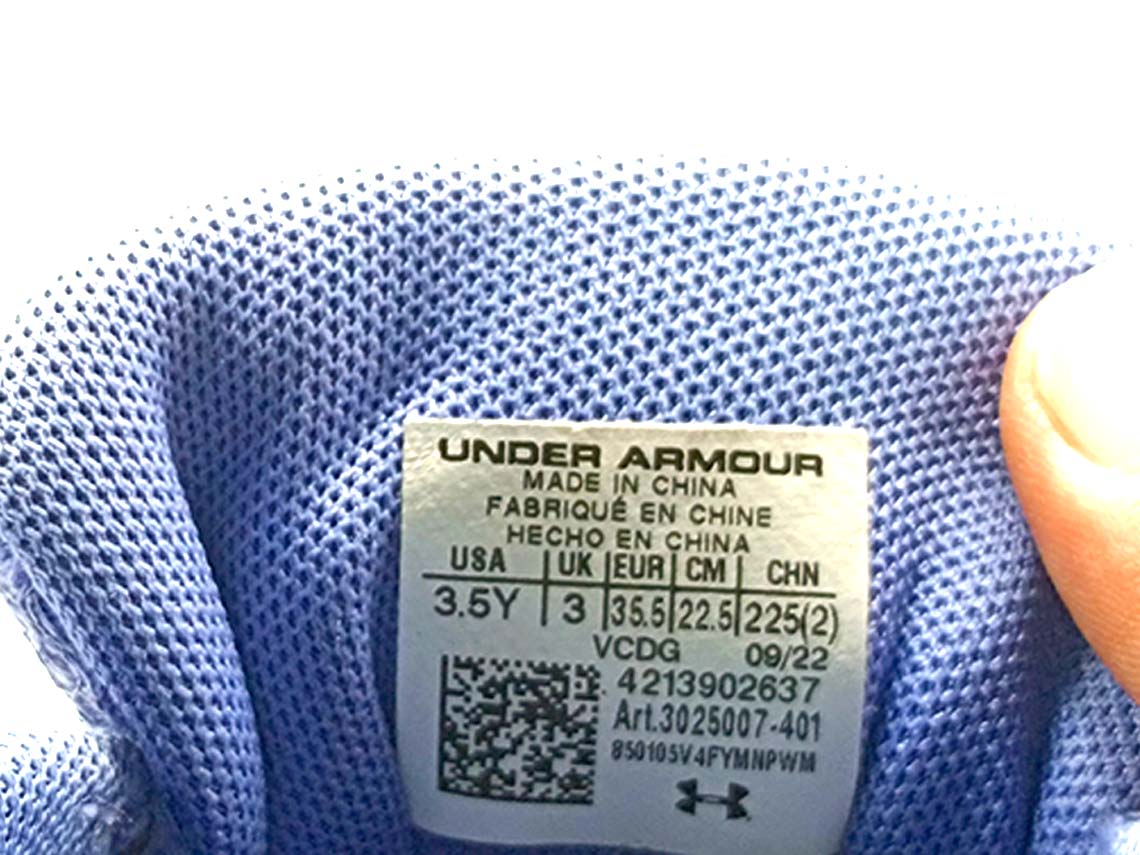 UNDER ARMOUR
MADE IN CHINA
FABRIQUÉ EN CHINE
HECHO EN CHINA
USA UK EUR CM CHN
3.5Y 3 35.5 22.5 225(2)
VCDG 09/22
4213902637
Art.3025007-401
850105V4FYMNPWM